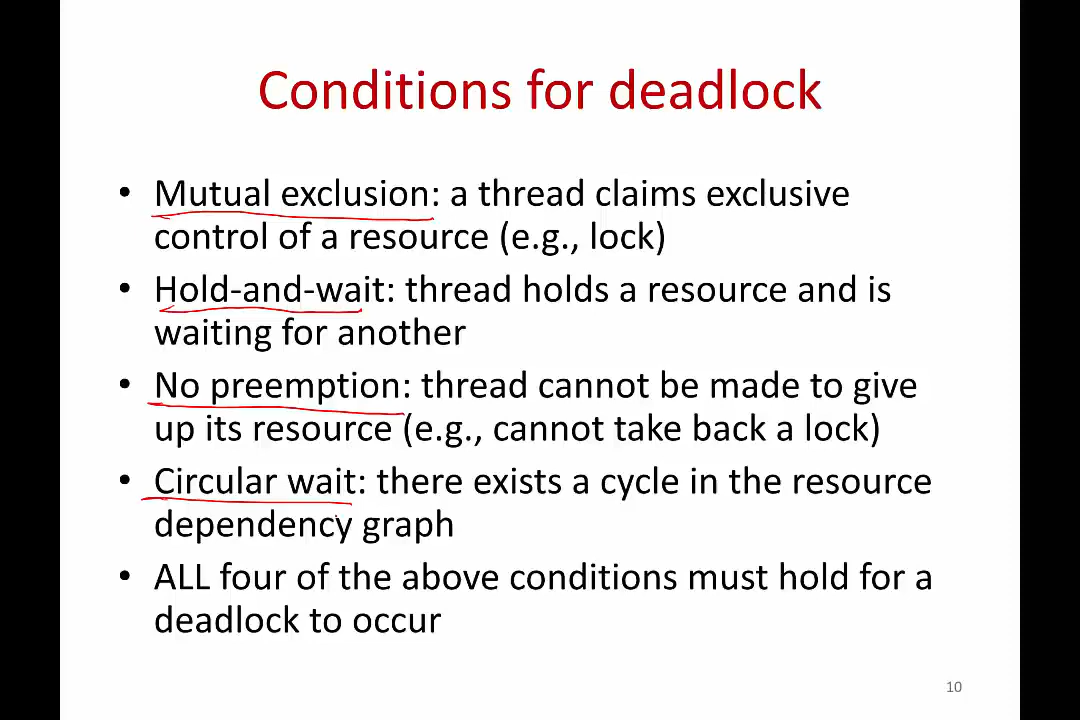 Conditions for deadlock
• Mutual exclusion: a thread claims exclusive
control of a resource (e.g., lock)
• Hold-and-wait: thread holds a resource and is
waiting for another
• No preemption: thread cannot be made to give
up its resource (e.g., cannot take back a lock)
• Circular wait: there exists a cycle in the resource
dependency graph
• ALL four of the above conditions must hold for a
deadlock to occur
10